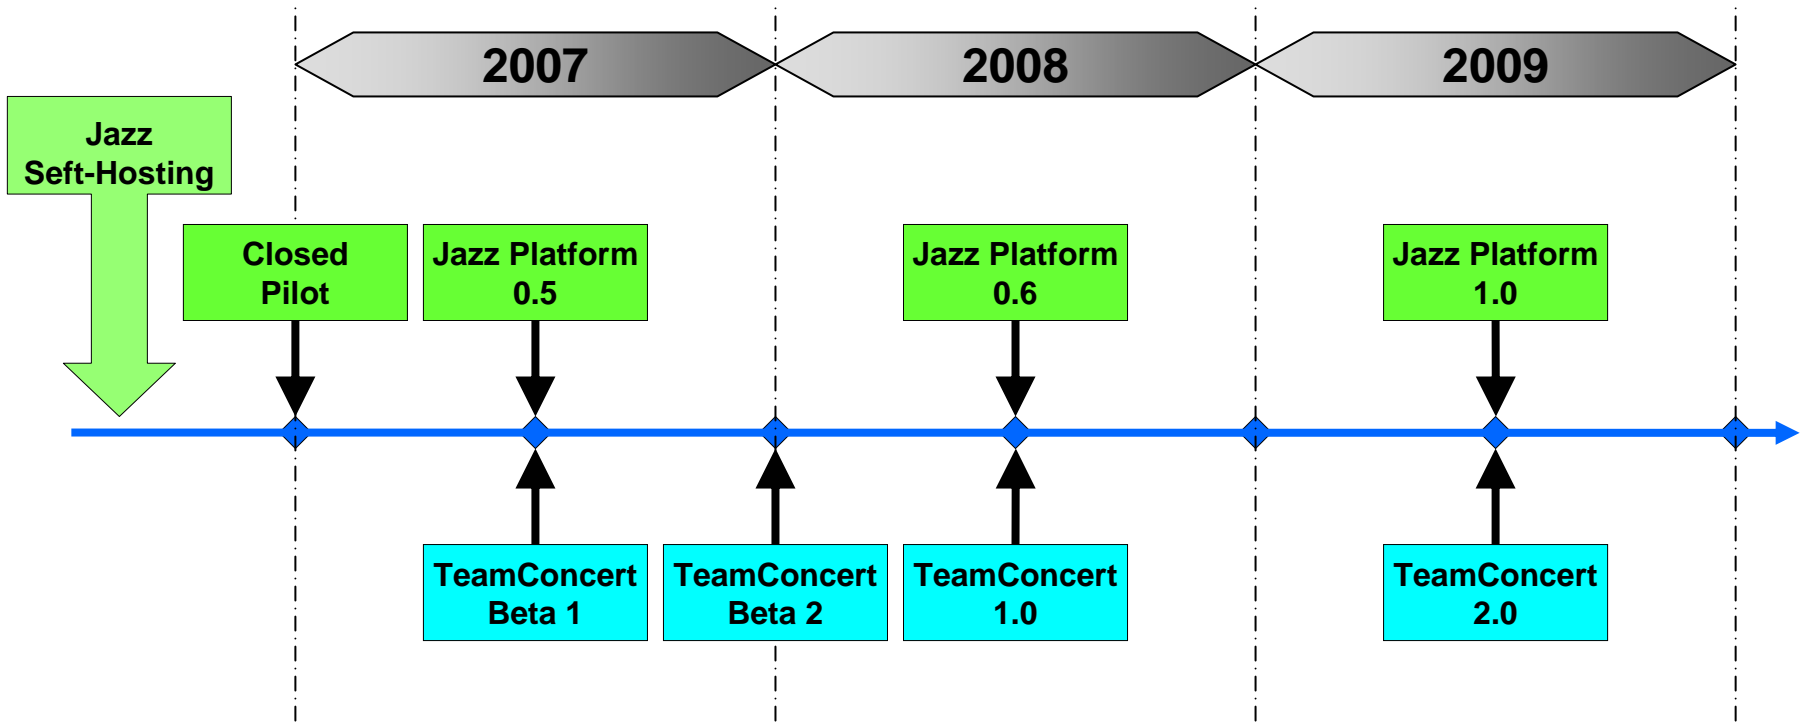 2007
2008
2009
Jazz
Seft-Hosting
Closed
Pilot
Jazz Platform
0.5
Jazz Platform
0.6
Jazz Platform
1.0
TeamConcert
Beta 1
TeamConcert
Beta 2
TeamConcert
1.0
TeamConcert
2.0